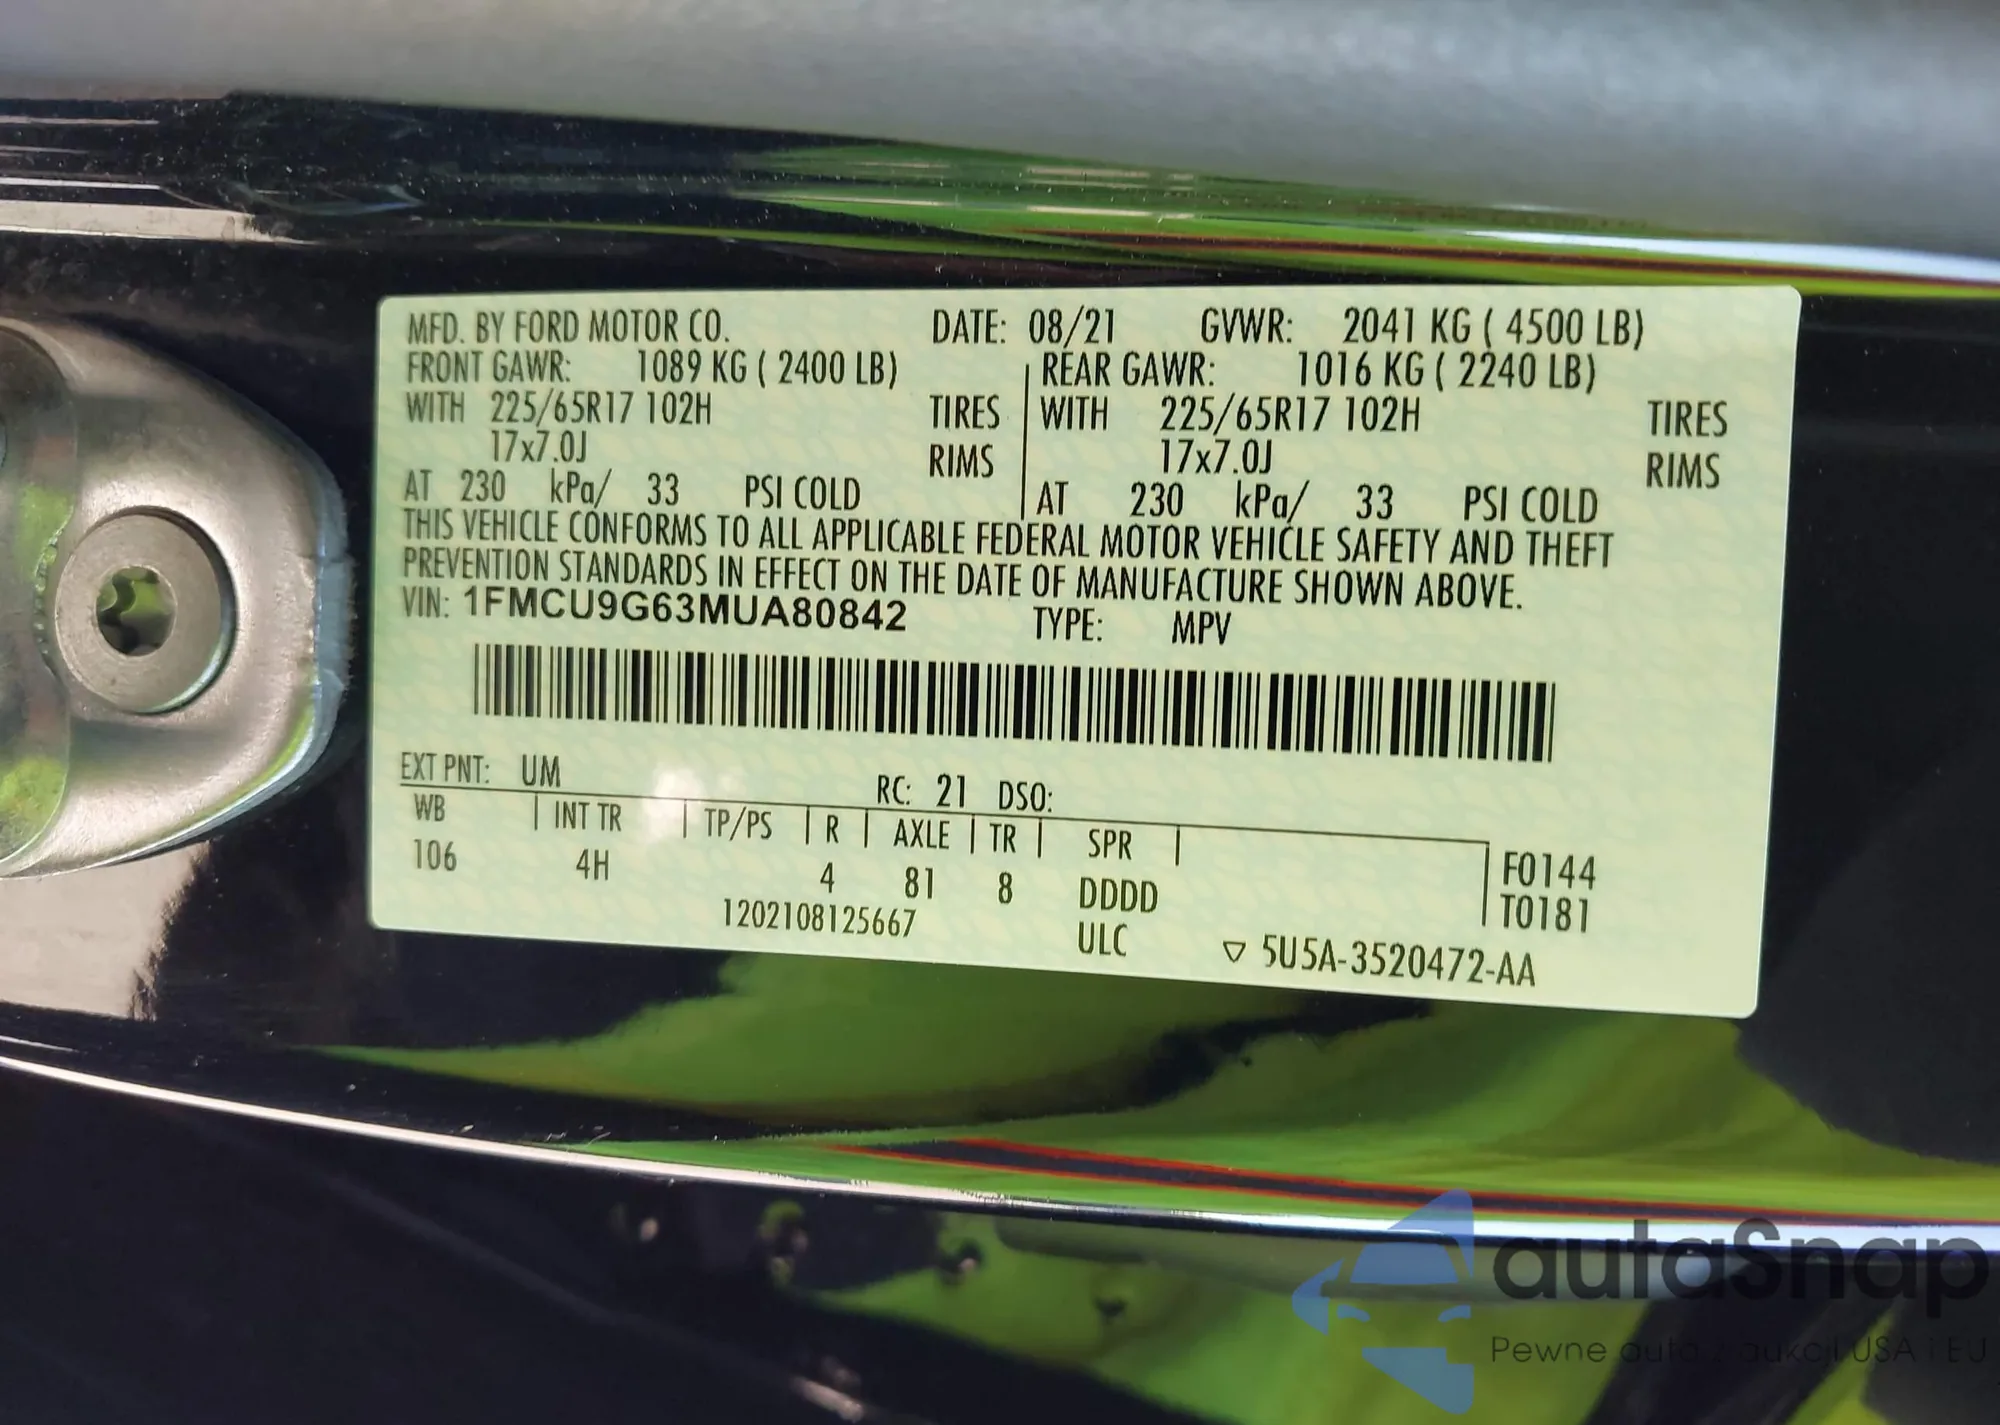 MFD. BY FORD MOTOR CO. DATE: 08/21 GVWR: 2041 KG ( 4500 LB)
FRONT GAWR: 1089 KG ( 2400 LB) REAR GAWR: 1016 KG ( 2240 LB)
WITH 225/65R17 102H TIRES WITH 225/65R17 102H TIRES
17x7.0J RIMS 17x7.0J RIMS
AT 230 kPa/ 33 PSI COLD AT 230 kPa/ 33 PSI COLD
THIS VEHICLE CONFORMS TO ALL APPLICABLE FEDERAL MOTOR VEHICLE SAFETY AND THEFT
PREVENTION STANDARDS IN EFFECT ON THE DATE OF MANUFACTURE SHOWN ABOVE.
VIN: 1FMCU9G63MUA80842 TYPE: MPV
EXT PNT: UM RC: 21 DSO:
WB INT TR TP/PS R AXLE TR SPR
106 4H 4 81 8 DDDD F0144
T0181
1202108125667 ULC ▽ 5U5A-3520472-AA
autaSnap
Pewne auta z aukcji USA i EU